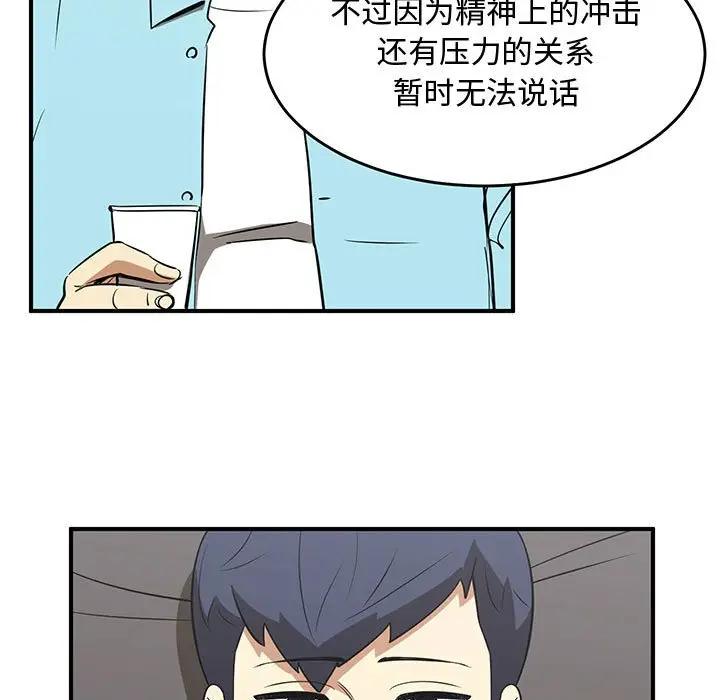 不过因为精神上的冲击
还有压力的关系
暂时无法说话